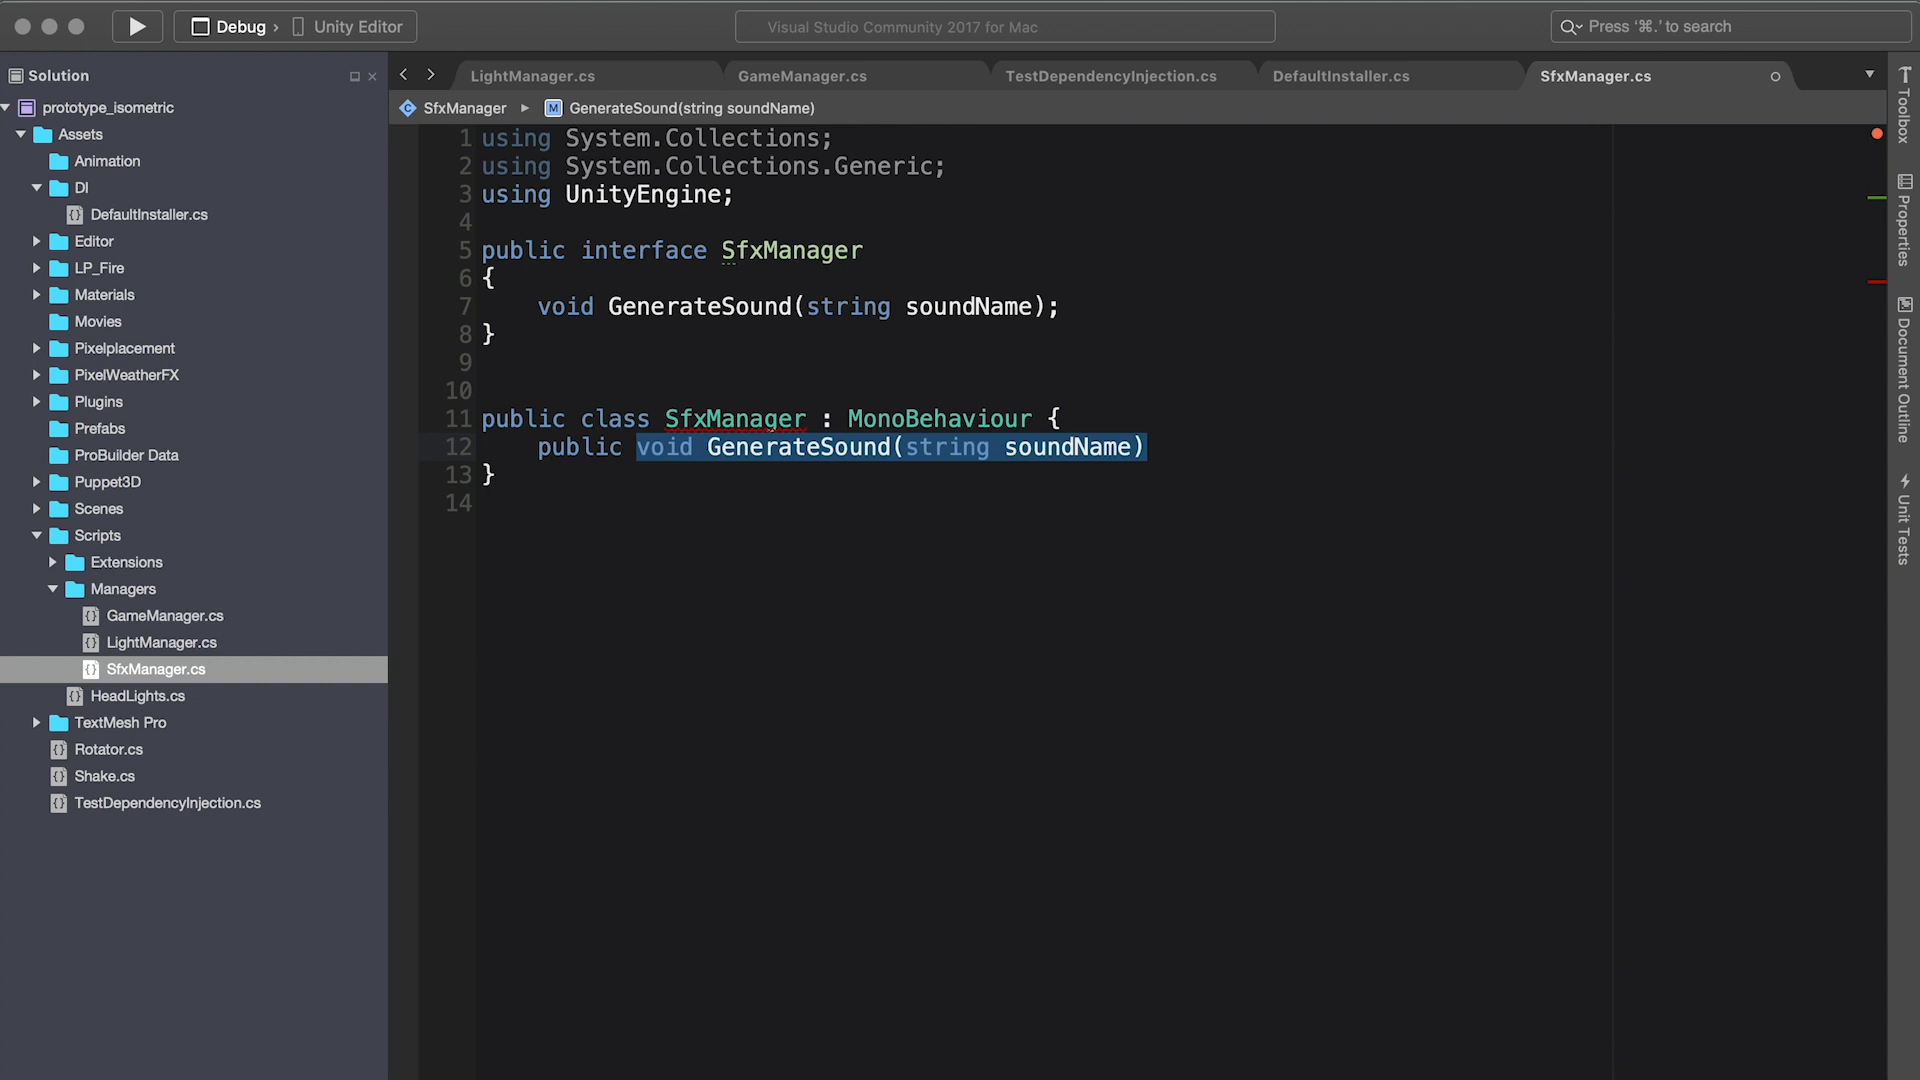 Debug › Unity Editor
Visual Studio Community 2017 for Mac
Press ‘⌘.’ to search
Solution
prototype_isometric
Assets
Animation
DI
DefaultInstaller.cs
Editor
LP_Fire
Materials
Movies
Pixelplacement
PixelWeatherFX
Plugins
Prefabs
ProBuilder Data
Puppet3D
Scenes
Scripts
Extensions
Managers
GameManager.cs
LightManager.cs
SfxManager.cs
HeadLights.cs
TextMesh Pro
Rotator.cs
Shake.cs
TestDependencyInjection.cs
LightManager.cs
GameManager.cs
TestDependencyInjection.cs
DefaultInstaller.cs
SfxManager.cs
SfxManager ▸ M GenerateSound(string soundName)
1 using System.Collections;
2 using System.Collections.Generic;
3 using UnityEngine;
4
5 public interface SfxManager
6 {
7 void GenerateSound(string soundName);
8 }
9
10
11 public class SfxManager : MonoBehaviour {
12 public void GenerateSound(string soundName)
13 }
14
Toolbox
Properties
Document Outline
Unit Tests